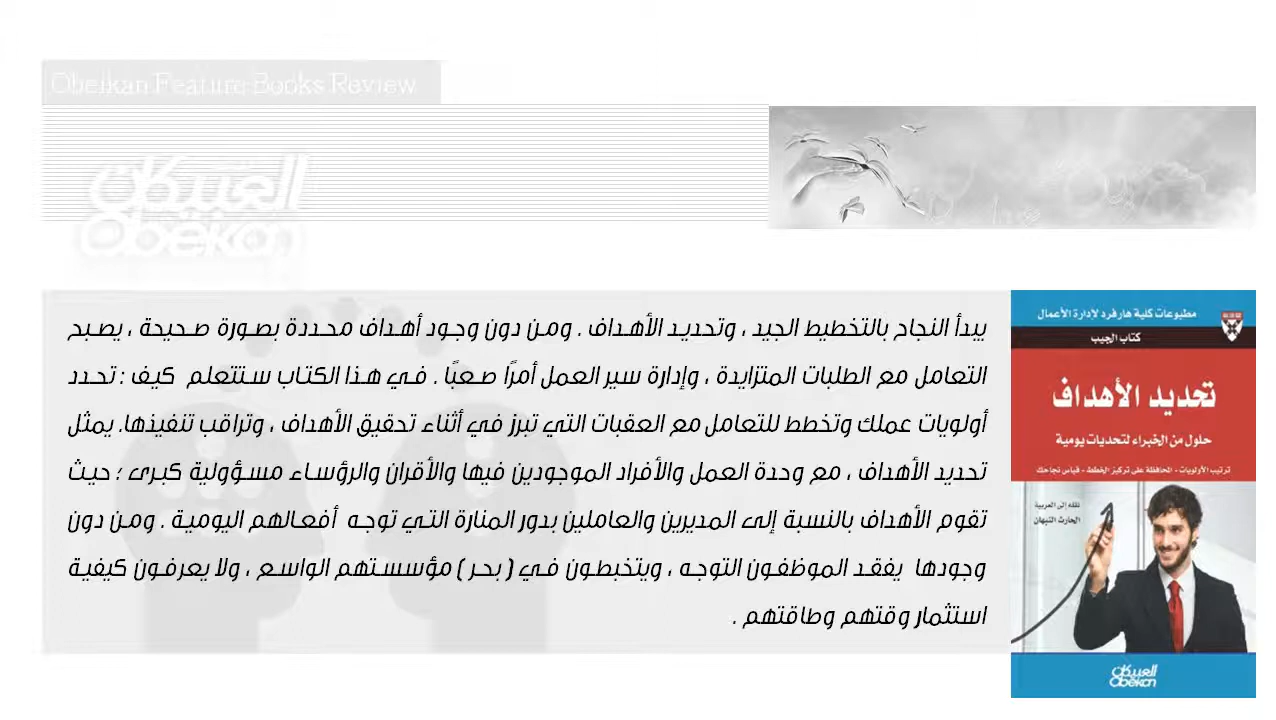 Obeikan Feature Books Review
العبيكان
Obēkan
يبدأ النجاح بالتخطيط الجيد ، وتحديد الأهداف . ومن دون وجود أهداف محددة بصورة صحيحة ، يصبح
التعامل مع الطلبات المتزايدة ، وإدارة سير العمل أمرًا صعبًا . في هذا الكتاب ستتعلم كيف : تحدد
أولويات عملك وتخطط للتعامل مع العقبات التي تبرز في أثناء تحقيق الأهداف ، وتراقب تنفيذها. يمثل
تحديد الأهداف ، مع وحدة العمل والأفراد الموجودين فيها والأقران والرؤساء مسؤولية كبرى ؛ حيث
تقوم الأهداف بالنسبة إلى المديرين والعاملين بدور المنارة التي توجه أفعالهم اليومية . ومن دون
وجودها يفقد الموظفون التوجه ، ويتخبطون في ( بحر ) مؤسستهم الواسع ، ولا يعرفون كيفية
استثمار وقتهم وطاقتهم .
مطبوعات كلية هارفرد لإدارة الأعمال
كتاب الجيب
تحديد الأهداف
حلول من الخبراء لتحديات يومية
ترتيب الأولويات - المحافظة على تركيز الخطط - قياس نجاحك
نقله إلى العربية
الحارث النبهان
العبيكان
Obēkan